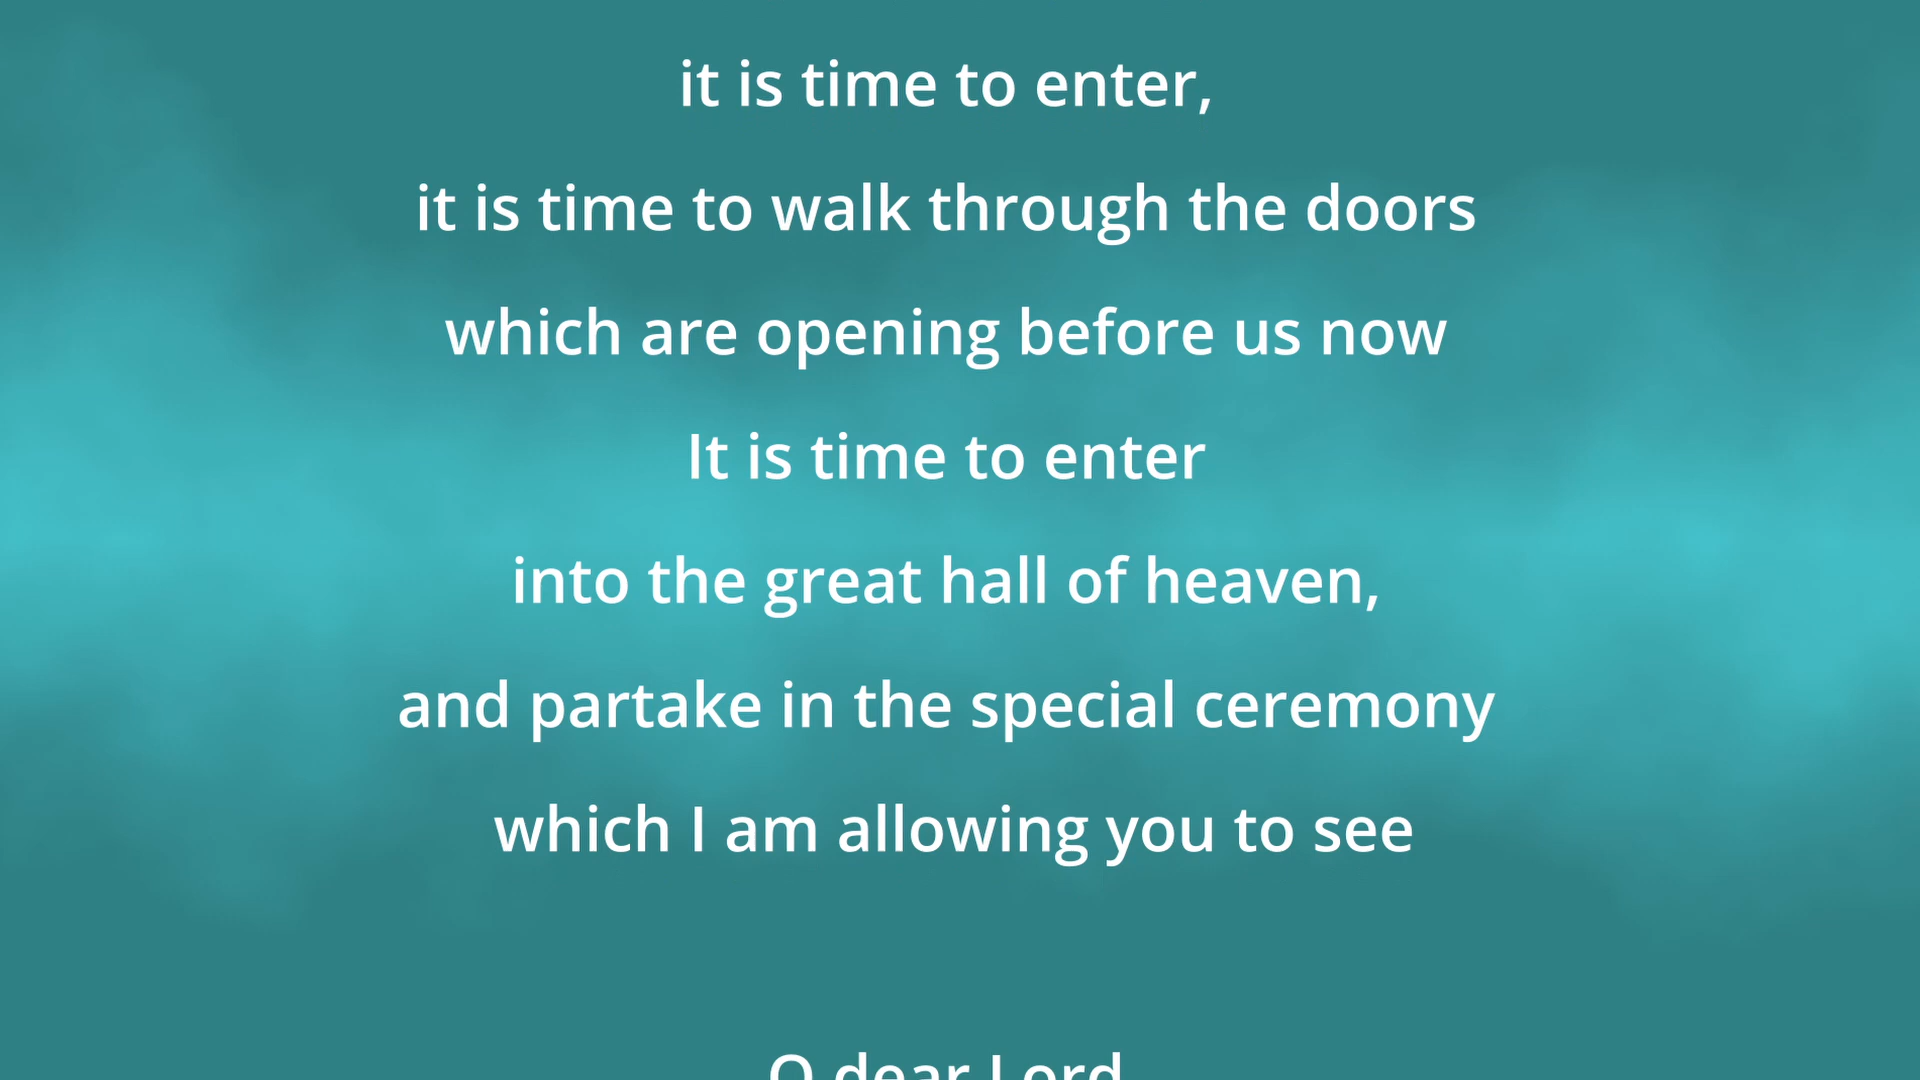 it is time to enter,
it is time to walk through the doors
which are opening before us now
It is time to enter
into the great hall of heaven,
and partake in the special ceremony
which I am allowing you to see
O dear Lord